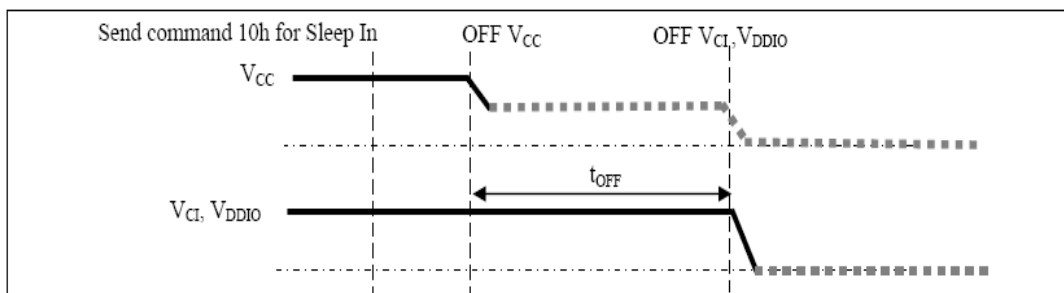 Send command 10h for Sleep In
OFF VCC
OFF VCI,VDDIO
VCC
tOFF
VCI, VDDIO